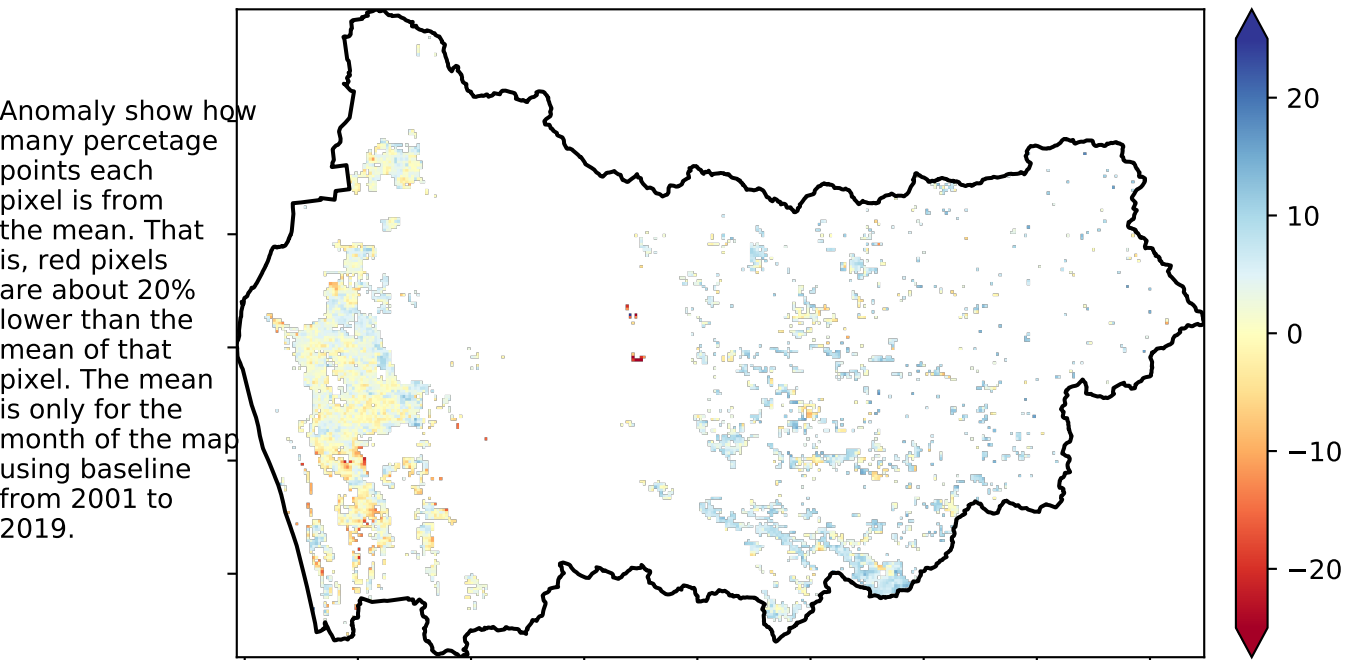 Anomaly show how
many percetage
points each
pixel is from
the mean. That
is, red pixels
are about 20%
lower than the
mean of that
pixel. The mean
is only for the
month of the map
using baseline
from 2001 to
2019.
20
10
0
−10
−20